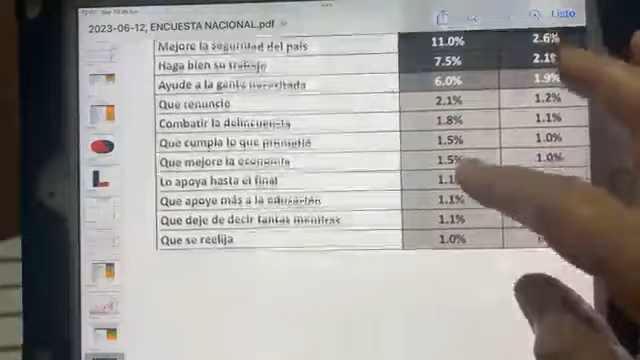 2023-06-12, ENCUESTA NACIONAL.pdf
Listo
Mejore la seguridad del país 11.0% 2.6%
Haga bien su trabajo 7.5% 2.1%
Ayude a la gente necesitada 6.0% 1.9%
Que renuncie 2.1% 1.2%
Combatir la delincuencia 1.8% 1.1%
Que cumpla lo que prometió 1.5% 1.0%
Que mejore la economía 1.5% 1.0%
Lo apoya hasta el final
Que apoye más a la educación 1.1%
Que deje de decir tantas mentiras 1.1%
Que se reelija 1.0%